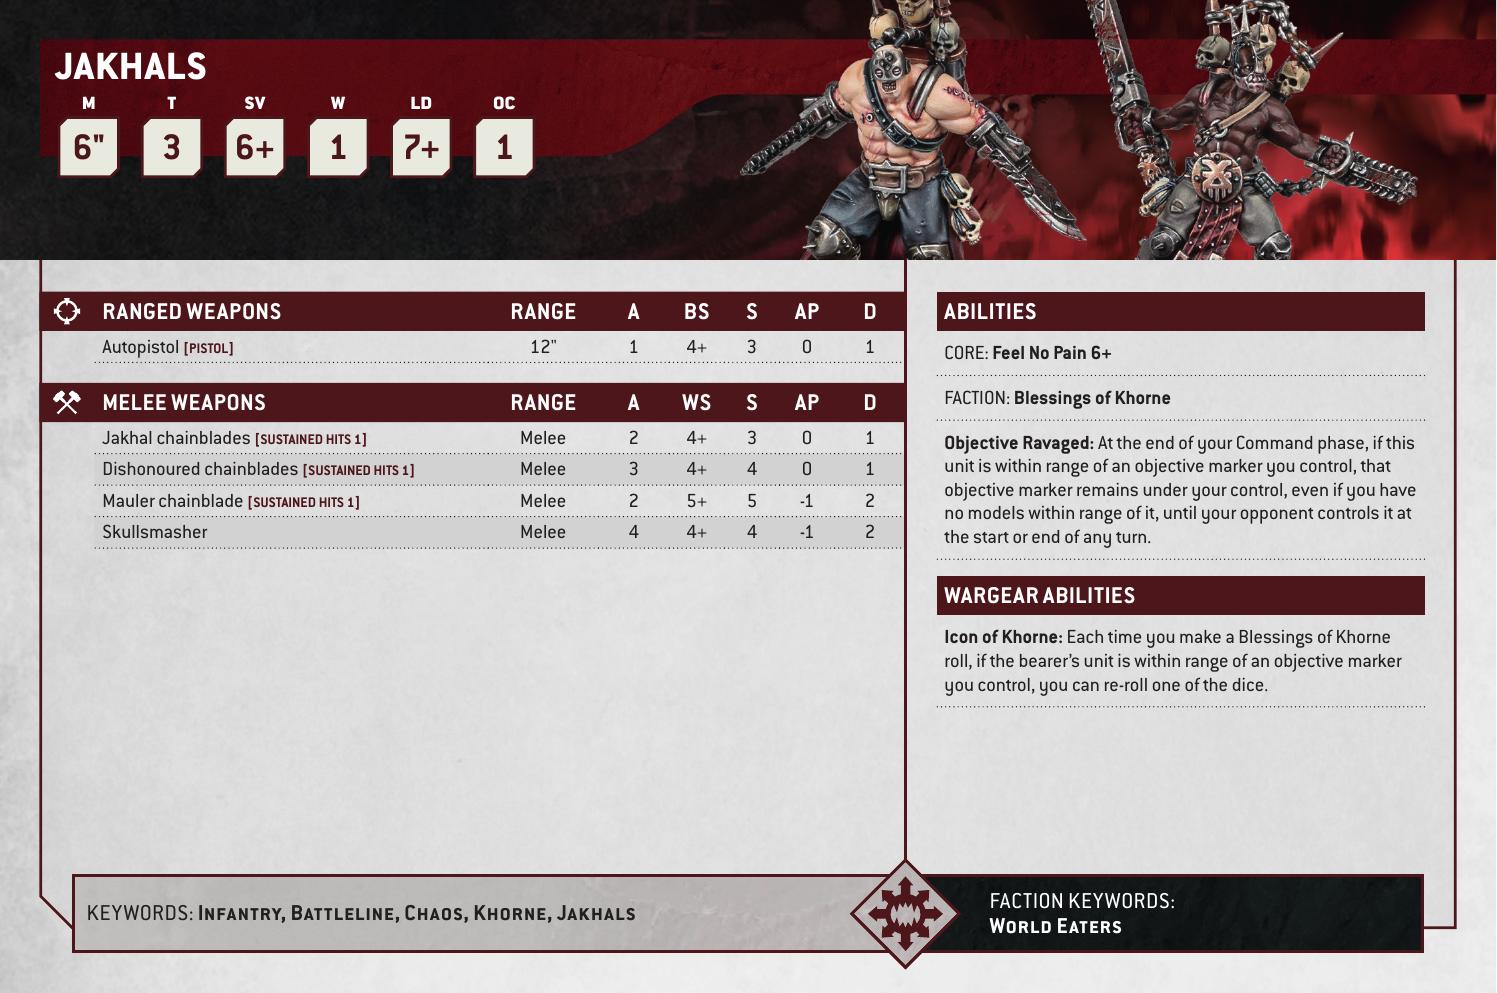 JAKHALS
M T SV W LD OC
6" 3 6+ 1 7+ 1
RANGED WEAPONS RANGE A BS S AP D
Autopistol [PISTOL] 12" 1 4+ 3 0 1
MELEE WEAPONS RANGE A WS S AP D
Jakhal chainblades [SUSTAINED HITS 1] Melee 2 4+ 3 0 1
Dishonoured chainblades [SUSTAINED HITS 1] Melee 3 4+ 4 0 1
Mauler chainblade [SUSTAINED HITS 1] Melee 2 5+ 5 -1 2
Skullsmasher Melee 4 4+ 4 -1 2
ABILITIES
CORE: Feel No Pain 6+
FACTION: Blessings of Khorne
Objective Ravaged: At the end of your Command phase, if this
unit is within range of an objective marker you control, that
objective marker remains under your control, even if you have
no models within range of it, until your opponent controls it at
the start or end of any turn.
WARGEAR ABILITIES
Icon of Khorne: Each time you make a Blessings of Khorne
roll, if the bearer's unit is within range of an objective marker
you control, you can re-roll one of the dice.
KEYWORDS: INFANTRY, BATTLELINE, CHAOS, KHORNE, JAKHALS
FACTION KEYWORDS:
WORLD EATERS